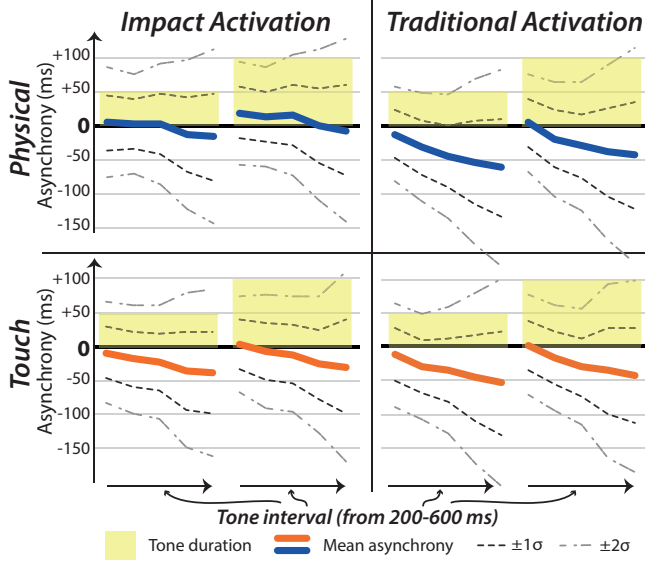 Impact Activation
Traditional Activation
Physical
Asynchrony (ms)
+100
+50
0
-50
-100
-150
Touch
Asynchrony (ms)
+100
+50
0
-50
-100
-150
Tone interval (from 200-600 ms)
Tone duration
Mean asynchrony
±1σ
±2σ